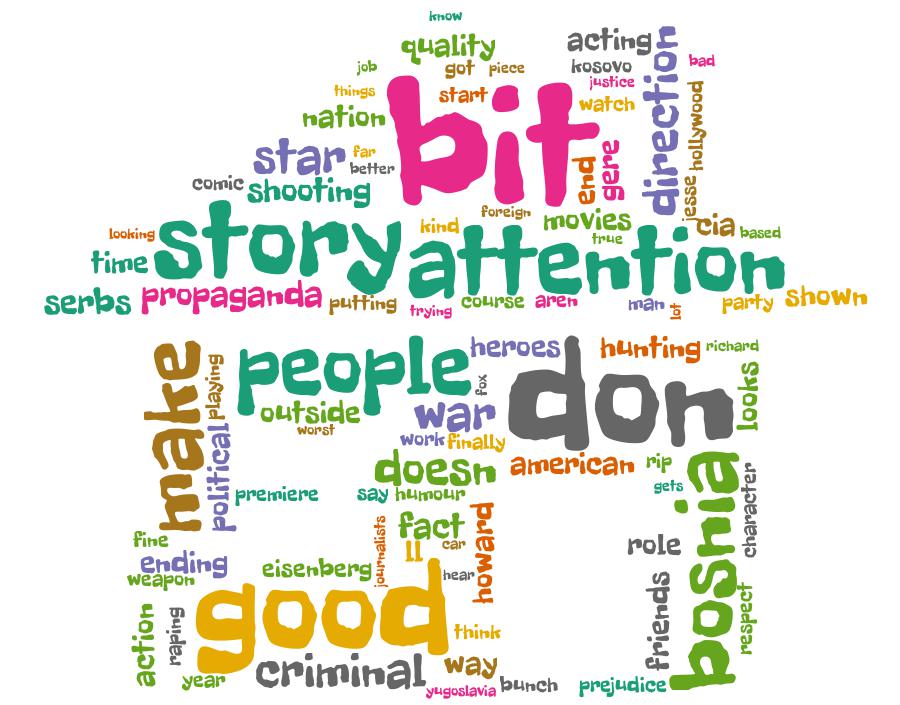 know
quality
acting
direction
job
got
piece
kosovo
bad
justice
bit
things
start
watch
hollywood
nation
star
far
better
end
gere
comic
shooting
jesse
looking
story
kind
foreign
movies
true
cia
based
time
attention
serbs
propaganda
putting
trying
course
aren
man
lot
party
shown
make
playing
people
heroes
hunting
richard
fox
don
looks
outside
war
worst
political
work
finally
doesn
american
rip
bosnia
premiere
say
humour
gets
character
journalists
fact
howard
fine
ll
car
role
ending
weapon
eisenberg
hear
friends
respect
action
raping
good
think
criminal
way
year
yugoslavia
bunch
prejudice